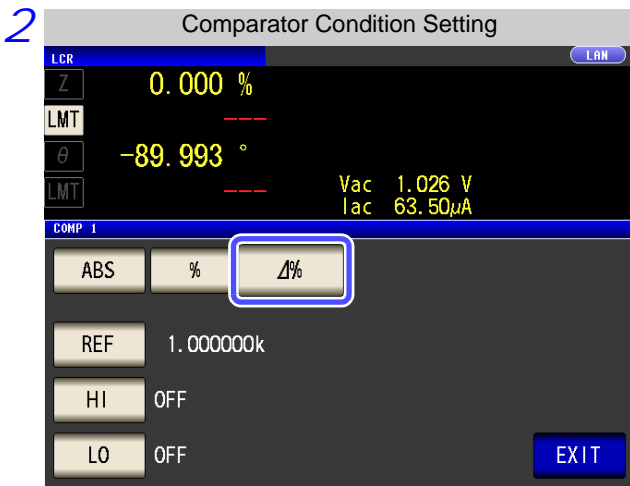 2
Comparator Condition Setting
LCR LAN
Z 0.000 %
LMT ---
θ -89.993 °
LMT --- Vac 1.026 V
Iac 63.50μA
COMP 1
ABS % Δ%
REF 1.000000k
HI OFF
LO OFF EXIT